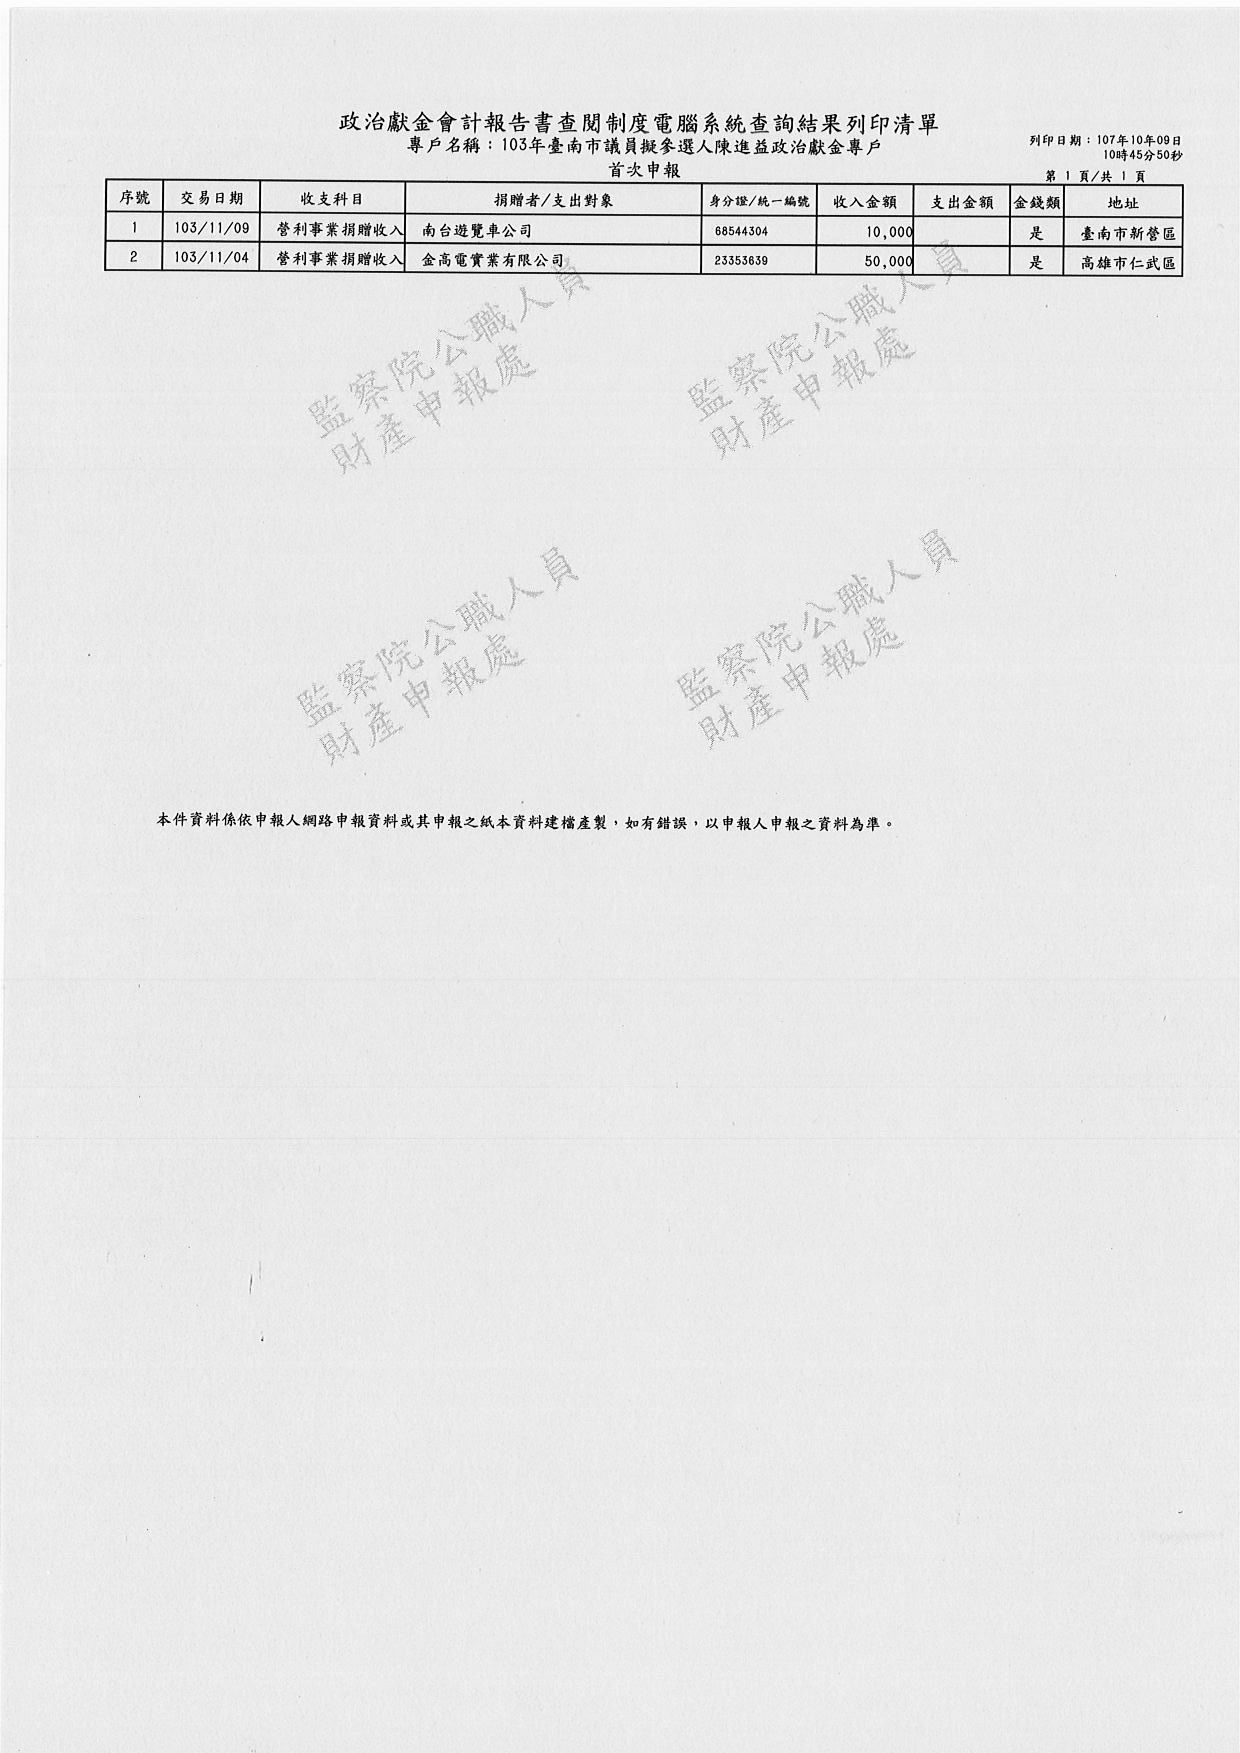 政治獻金會計報告書查閱制度電腦系統查詢結果列印清單
專戶名稱：103年臺南市議員擬參選人陳進益政治獻金專戶
首次申報
列印日期：107年10年09日
10時45分50秒
第 1 頁/共 1 頁
序號 交易日期 收支科目 捐贈者/支出對象 身分證/統一編號 收入金額 支出金額 金錢類 地址
1 103/11/09 營利事業捐贈收入 南台遊覽車公司 68544304 10,000 是 臺南市新營區
2 103/11/04 營利事業捐贈收入 金高電實業有限公司 23353639 50,000 是 高雄市仁武區
監察院公職人員
財產申報處
監察院公職人員
財產申報處
監察院公職人員
財產申報處
監察院公職人員
財產申報處
本件資料係依申報人網路申報資料或其申報之紙本資料建檔產製，如有錯誤，以申報人申報之資料為準。